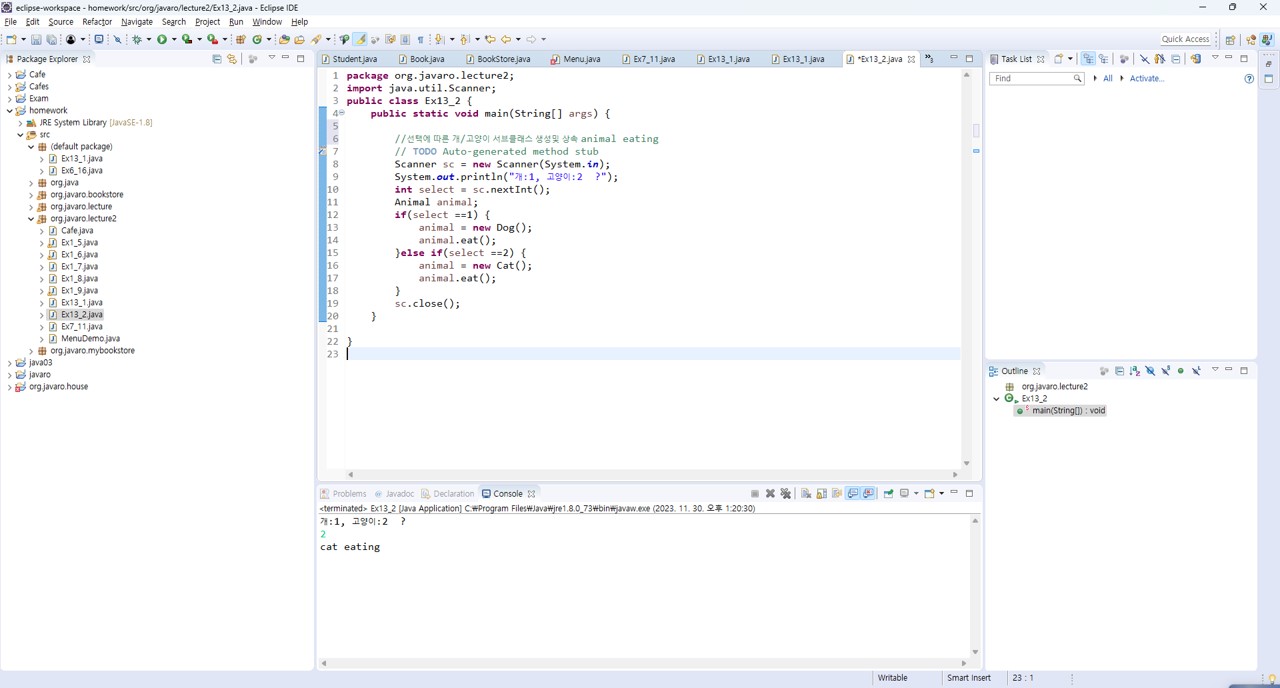 eclipse-workspace - homework/src/org/javaro/lecture2/Ex13_2.java - Eclipse IDE
File Edit Source Refactor Navigate Search Project Run Window Help
Quick Access
Package Explorer
Cafe
Cafes
Exam
homework
JRE System Library [JavaSE-1.8]
src
(default package)
Ex13_1.java
Ex6_16.java
org.java
org.javaro.bookstore
org.javaro.lecture
org.javaro.lecture2
Cafe.java
Ex1_5.java
Ex1_6.java
Ex1_7.java
Ex1_8.java
Ex1_9.java
Ex13_1.java
Ex13_2.java
Ex7_11.java
MenuDemo.java
org.javaro.mybookstore
java03
javaro
org.javaro.house
Student.java Book.java BookStore.java Menu.java Ex7_11.java Ex13_1.java Ex13_1.java *Ex13_2.java »3
1 package org.javaro.lecture2;
2 import java.util.Scanner;
3 public class Ex13_2 {
4 public static void main(String[] args) {
5
6 //선택에 따른 개/고양이 서브클래스 생성및 상속 animal eating
7 // TODO Auto-generated method stub
8 Scanner sc = new Scanner(System.in);
9 System.out.println("개:1, 고양이:2  ?");
10 int select = sc.nextInt();
11 Animal animal;
12 if(select ==1) {
13 animal = new Dog();
14 animal.eat();
15 }else if(select ==2) {
16 animal = new Cat();
17 animal.eat();
18 }
19 sc.close();
20 }
21
22 }
23
Problems Javadoc Declaration Console
<terminated> Ex13_2 [Java Application] C:₩Program Files₩Java₩jre1.8.0_73₩bin₩javaw.exe (2023. 11. 30. 오후 1:20:30)
개:1, 고양이:2  ?
2
cat eating
Task List
Find All Activate...
Outline
org.javaro.lecture2
Ex13_2
main(String[]) : void
Writable Smart Insert 23 : 1